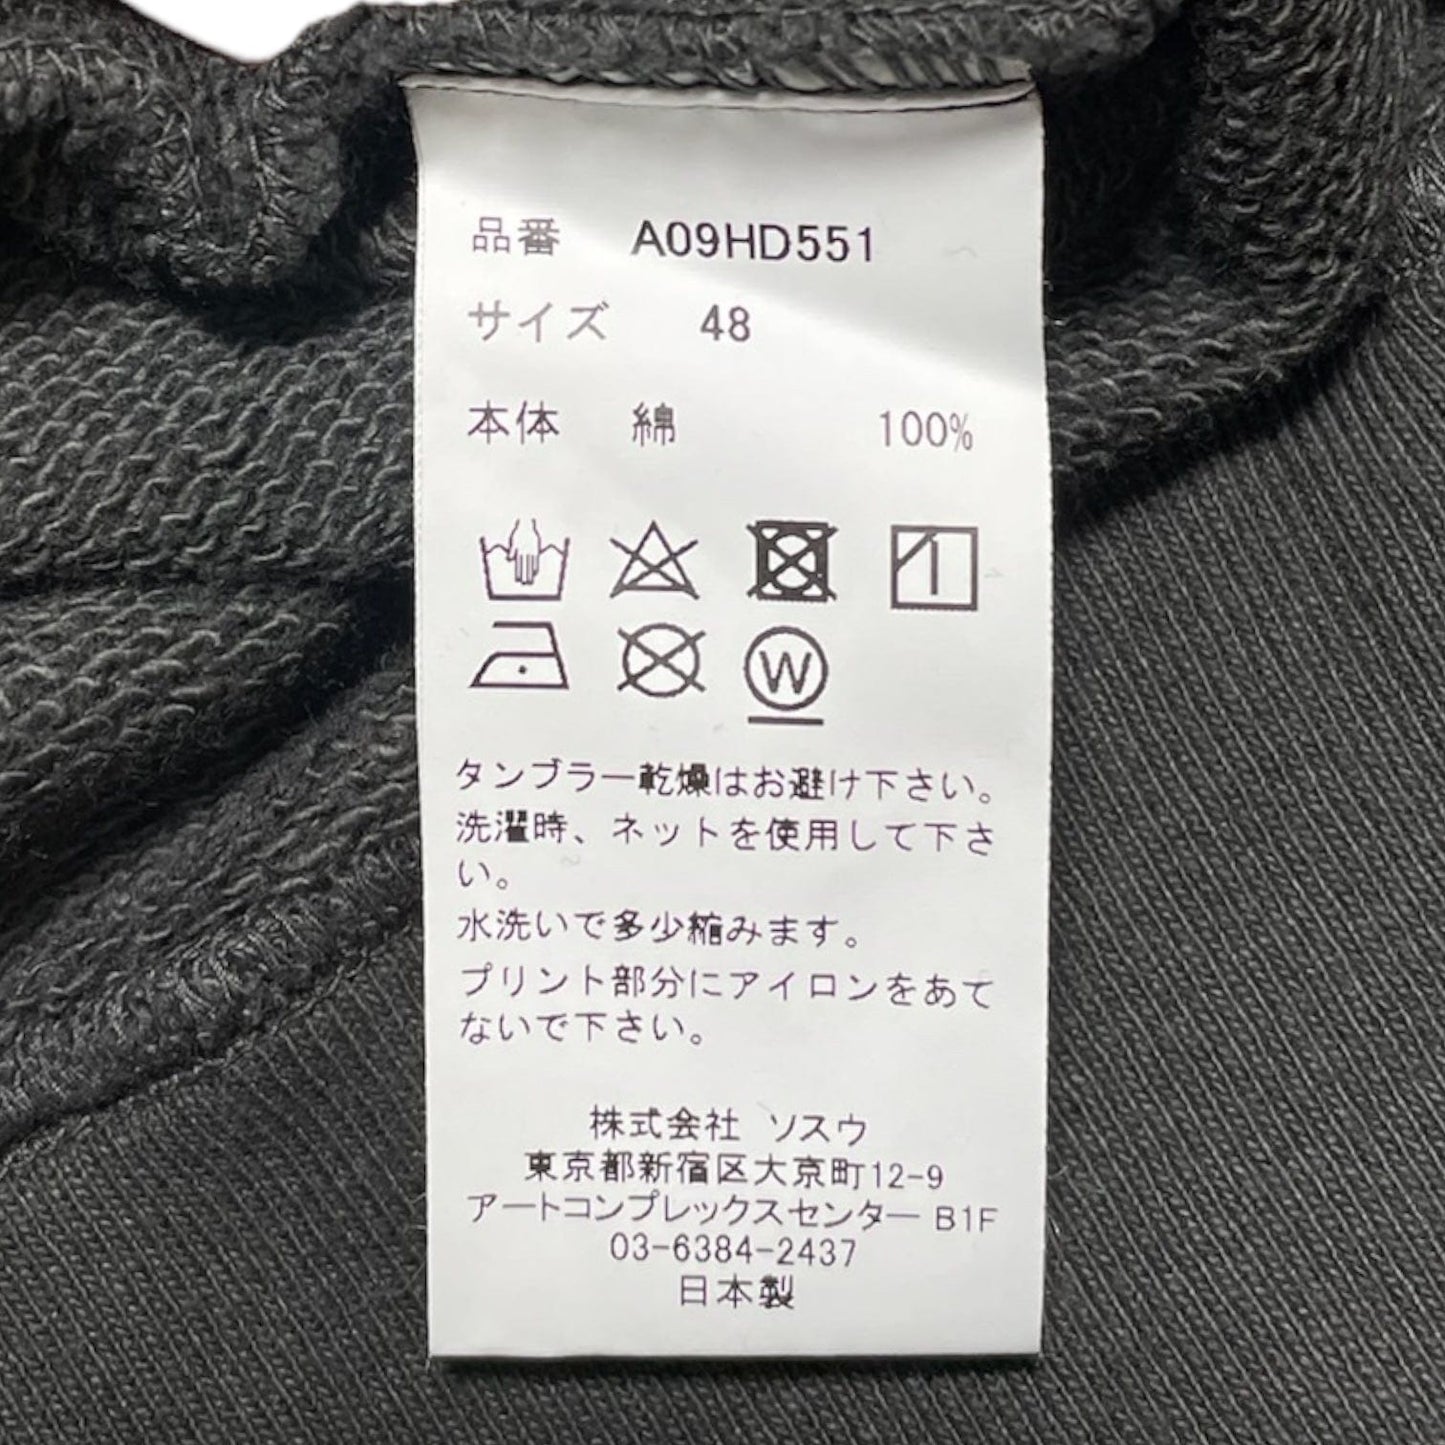 品番 A09HD551
サイズ 48
本体 綿 100%
W
タンブラー乾燥はお避け下さい。
洗濯時、ネットを使用して下さ
い。
水洗いで多少縮みます。
プリント部分にアイロンをあて
ないで下さい。
株式会社 ソスウ
東京都新宿区大京町12-9
アートコンプレックスセンター B1F
03-6384-2437
日本製